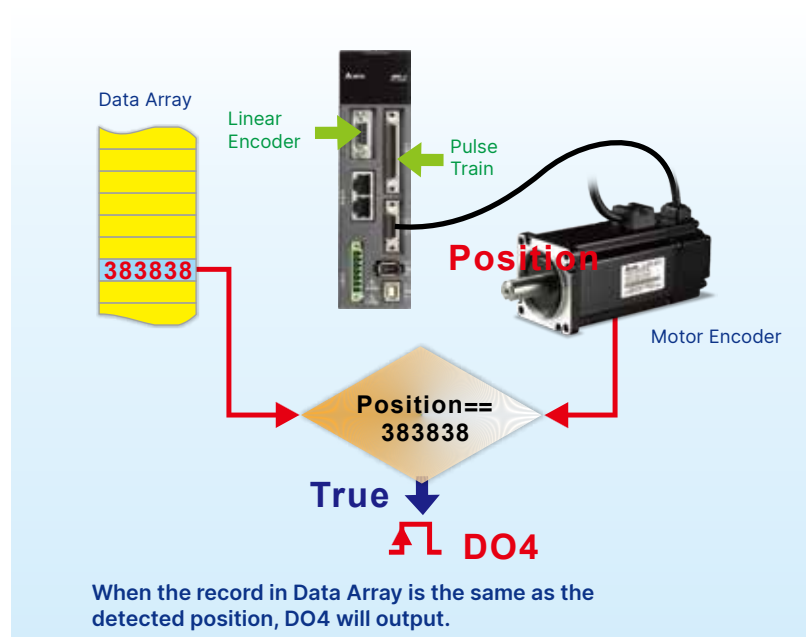 Data Array
Linear
Encoder
Pulse
Train
383838
Position
Motor Encoder
Position==
383838
True
DO4
When the record in Data Array is the same as the
detected position, DO4 will output.